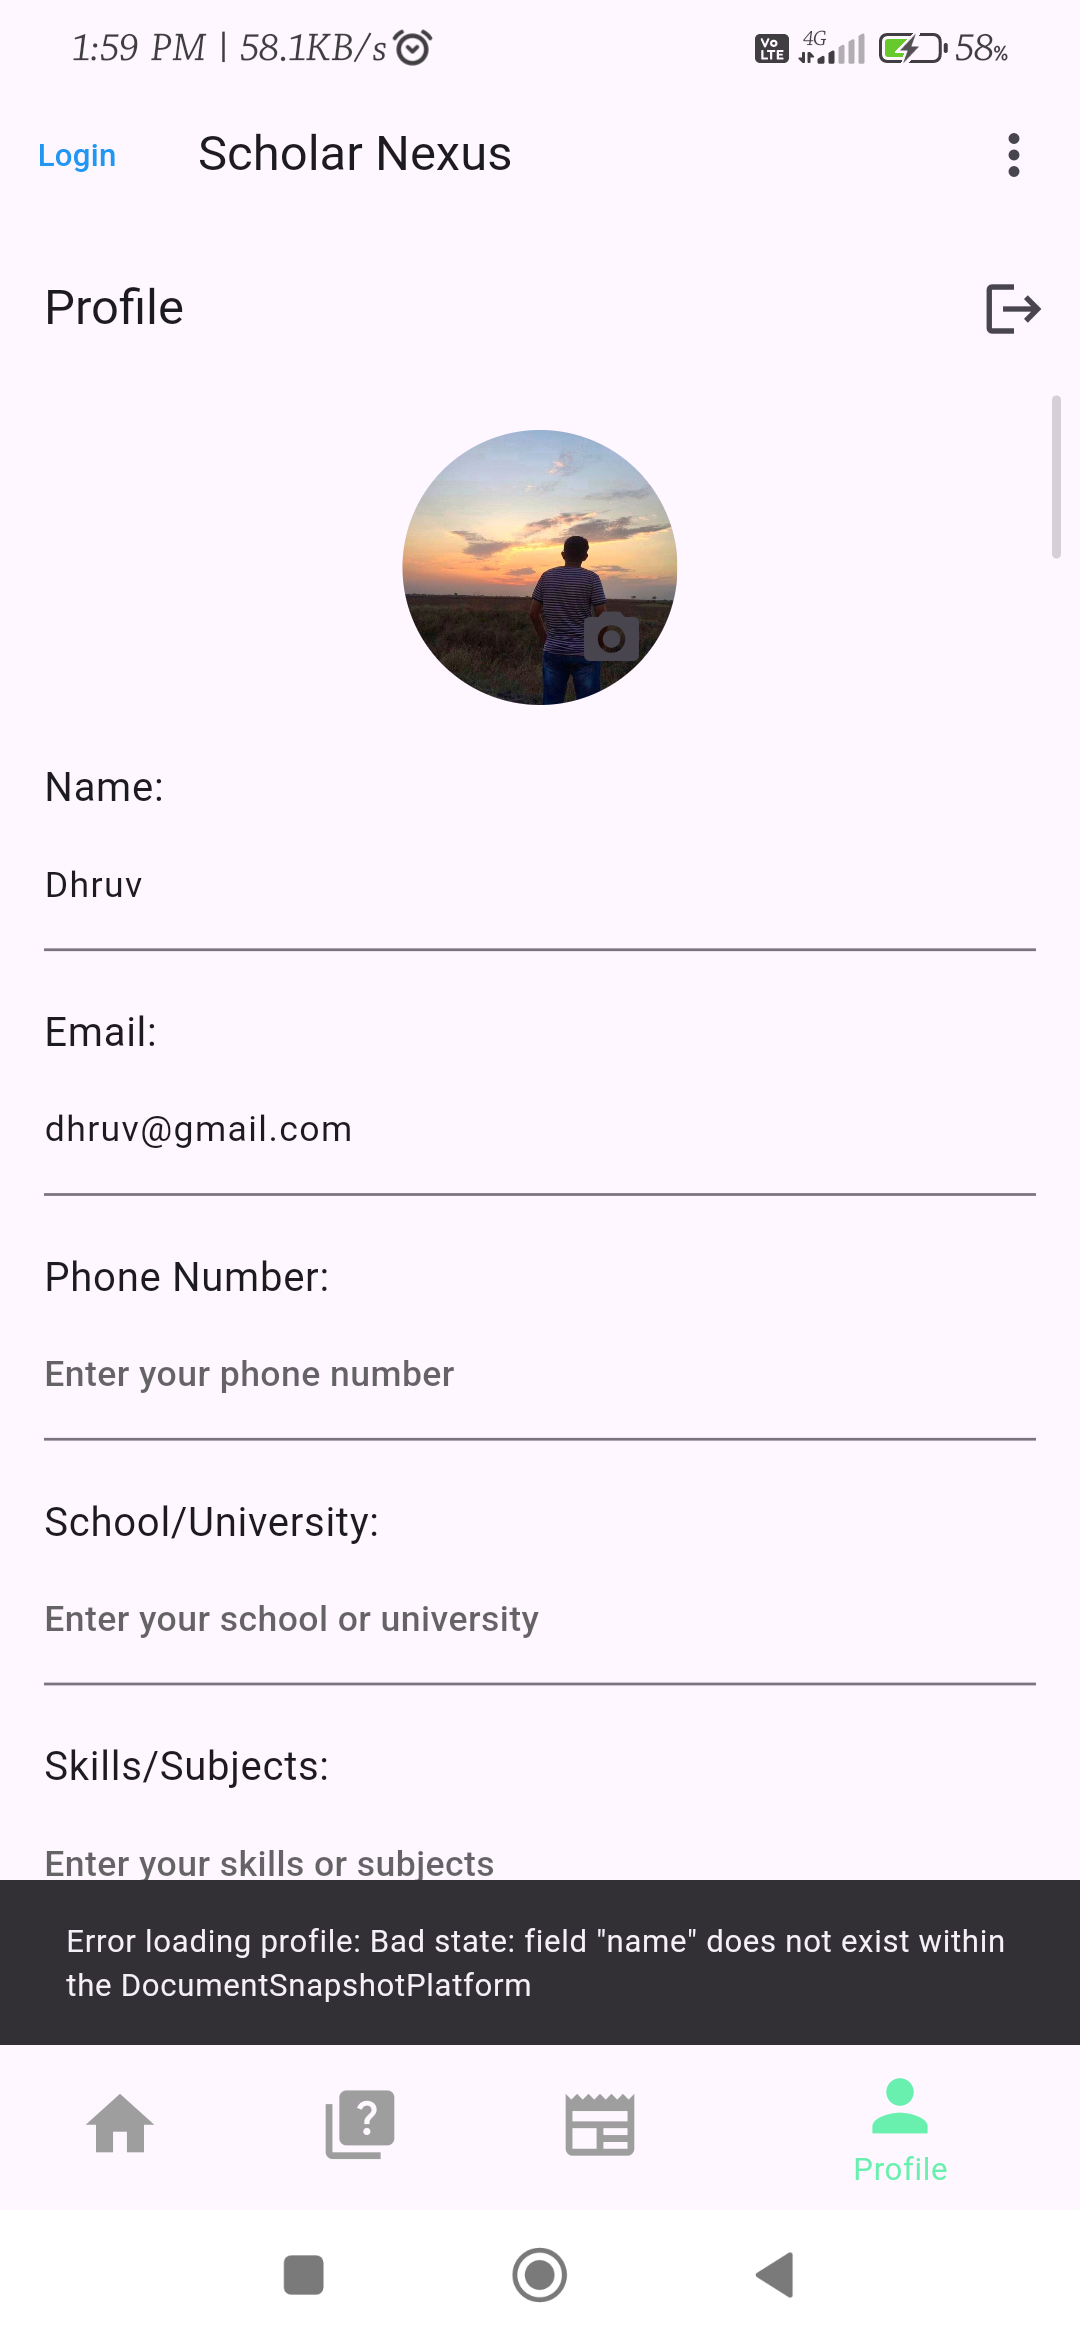 1:59 PM | 58.1KB/s
Vo LTE
4G
58%
Login
Scholar Nexus
Profile
Name:
Dhruv
Email:
dhruv@gmail.com
Phone Number:
Enter your phone number
School/University:
Enter your school or university
Skills/Subjects:
Enter your skills or subjects
Error loading profile: Bad state: field "name" does not exist within
the DocumentSnapshotPlatform
?
Profile